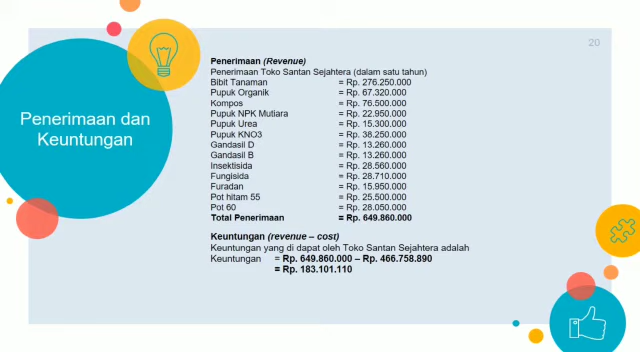 20
Penerimaan dan
Keuntungan
Penerimaan (Revenue)
Penerimaan Toko Santan Sejahtera (dalam satu tahun)
Bibit Tanaman = Rp. 276.250.000
Pupuk Organik = Rp. 67.320.000
Kompos = Rp. 76.500.000
Pupuk NPK Mutiara = Rp. 22.950.000
Pupuk Urea = Rp. 15.300.000
Pupuk KNO3 = Rp. 38.250.000
Gandasil D = Rp. 13.260.000
Gandasil B = Rp. 13.260.000
Insektisida = Rp. 28.560.000
Fungisida = Rp. 28.710.000
Furadan = Rp. 15.950.000
Pot hitam 55 = Rp. 25.500.000
Pot 60 = Rp. 28.050.000
Total Penerimaan = Rp. 649.860.000
Keuntungan (revenue – cost)
Keuntungan yang di dapat oleh Toko Santan Sejahtera adalah
Keuntungan = Rp. 649.860.000 – Rp. 466.758.890
= Rp. 183.101.110